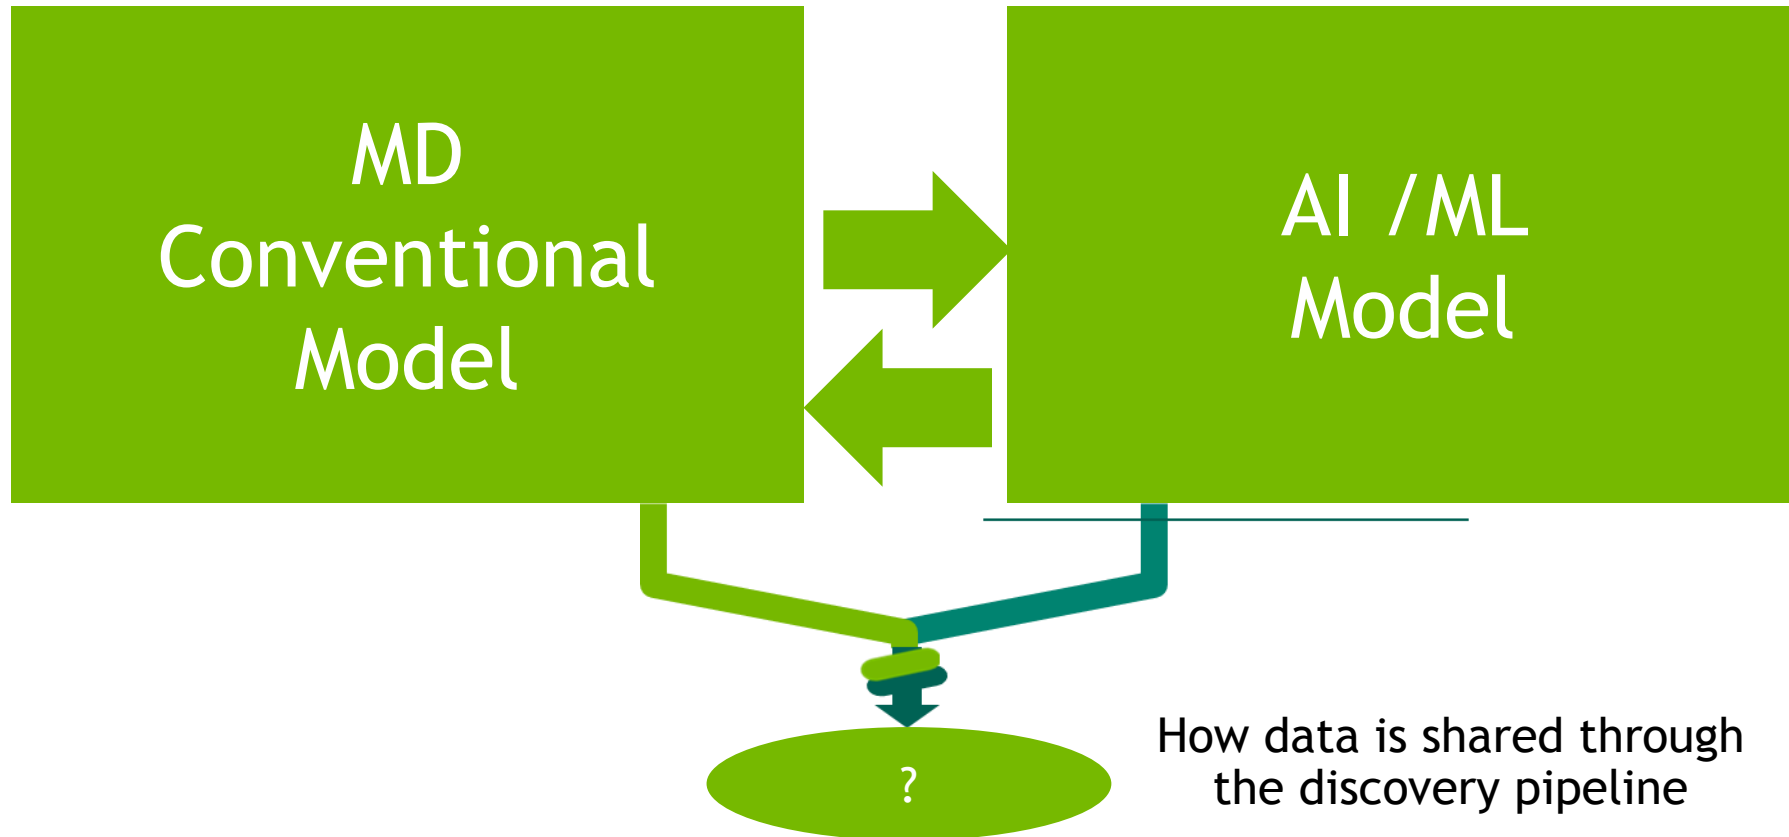 MD
Conventional
Model
AI /ML
Model
?
How data is shared through
the discovery pipeline